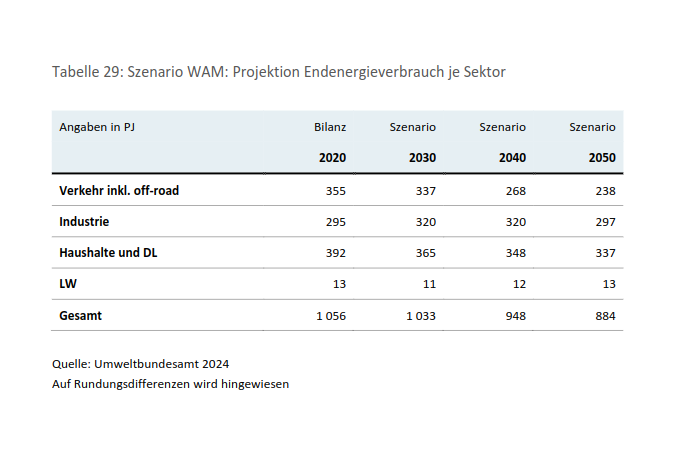 Tabelle 29: Szenario WAM: Projektion Endenergieverbrauch je Sektor
Angaben in PJ Bilanz Szenario Szenario Szenario
2020 2030 2040 2050
Verkehr inkl. off-road 355 337 268 238
Industrie 295 320 320 297
Haushalte und DL 392 365 348 337
LW 13 11 12 13
Gesamt 1 056 1 033 948 884
Quelle: Umweltbundesamt 2024
Auf Rundungsdifferenzen wird hingewiesen